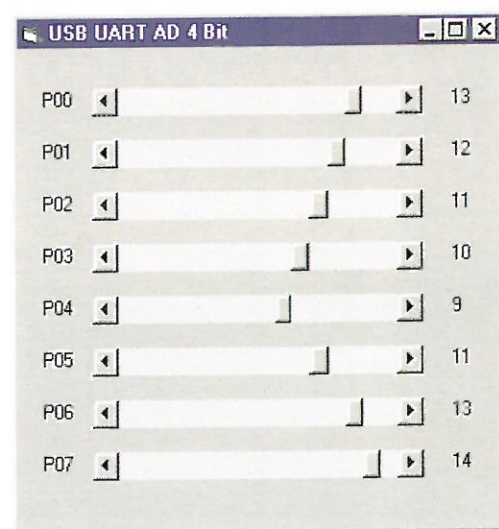 USB UART AD 4 Bit
P00 13
P01 12
P02 11
P03 10
P04 9
P05 11
P06 13
P07 14